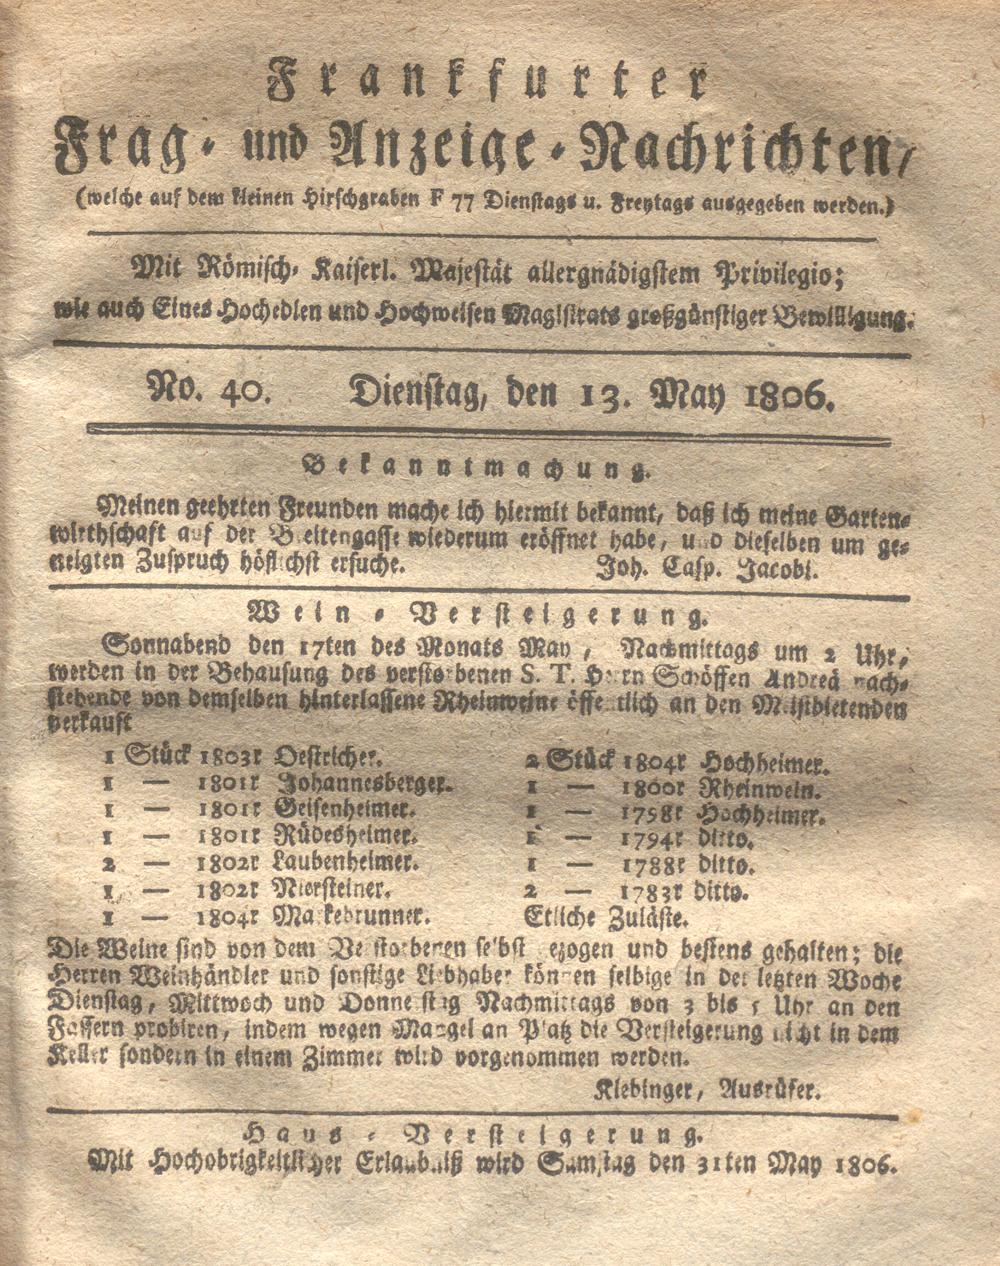 Frankfurter
Frag- und Anzeige-Nachrichten,
(welche auf dem kleinen Hirschgraben F 77 Dienstags u. Freytags ausgegeben werden.)
Mit Römisch- Kaiserl. Majestät allergnädigstem Privilegio;
wie auch Eines Hochedlen und Hochweisen Magistrats großgünstiger Bewilligung.
No. 40. Dienstag, den 13. May 1806.
Bekanntmachung.
Meinen geehrten Freunden mache ich hiermit bekannt, daß ich meine Garten-
wirthschaft auf der Breitengasse wiederum eröffnet habe, und dieselben um ge-
neigten Zuspruch höflichst ersuche. Joh. Casp. Jacobi.
Wein-Versteigerung.
Sonnabend den 17ten des Monats May, Nachmittags um 2 Uhr,
werden in der Behausung des verstorbenen S. T. Herrn Schöffen Andreä nach-
stehende von demselben hinterlassene Rheinweine öffentlich an den Meistbietenden
verkauft
1 Stück 1803r Oestricher. 2 Stück 1804r Hochheimer.
1 — 1801r Johannesberger. 1 — 1800r Rheinwein.
1 — 1801r Geisenheimer. 1 — 1798r Hochheimer.
1 — 1801r Rüdesheimer. 1 — 1794r ditto.
2 — 1802r Laubenheimer. 1 — 1788r ditto.
1 — 1802r Niersteiner. 2 — 1783r ditto.
1 — 1804r Markebrunner. Etliche Zuläste.
Die Weine sind von dem Verstorbenen selbst gezogen und bestens gehalten; die
Herren Weinhändler und sonstige Liebhaber können selbige in der letzten Woche
Dienstag, Mittwoch und Donnerstag Nachmittags von 3 bis 5 Uhr an den
Fässern probiren, indem wegen Mangel an Platz die Versteigerung nicht in dem
Keller sondern in einem Zimmer wird vorgenommen werden.
Klebinger, Ausrüfer.
Haus-Versteigerung.
Mit Hochobrigkeitlicher Erlaubniß wird Samstag den 31ten May 1806.